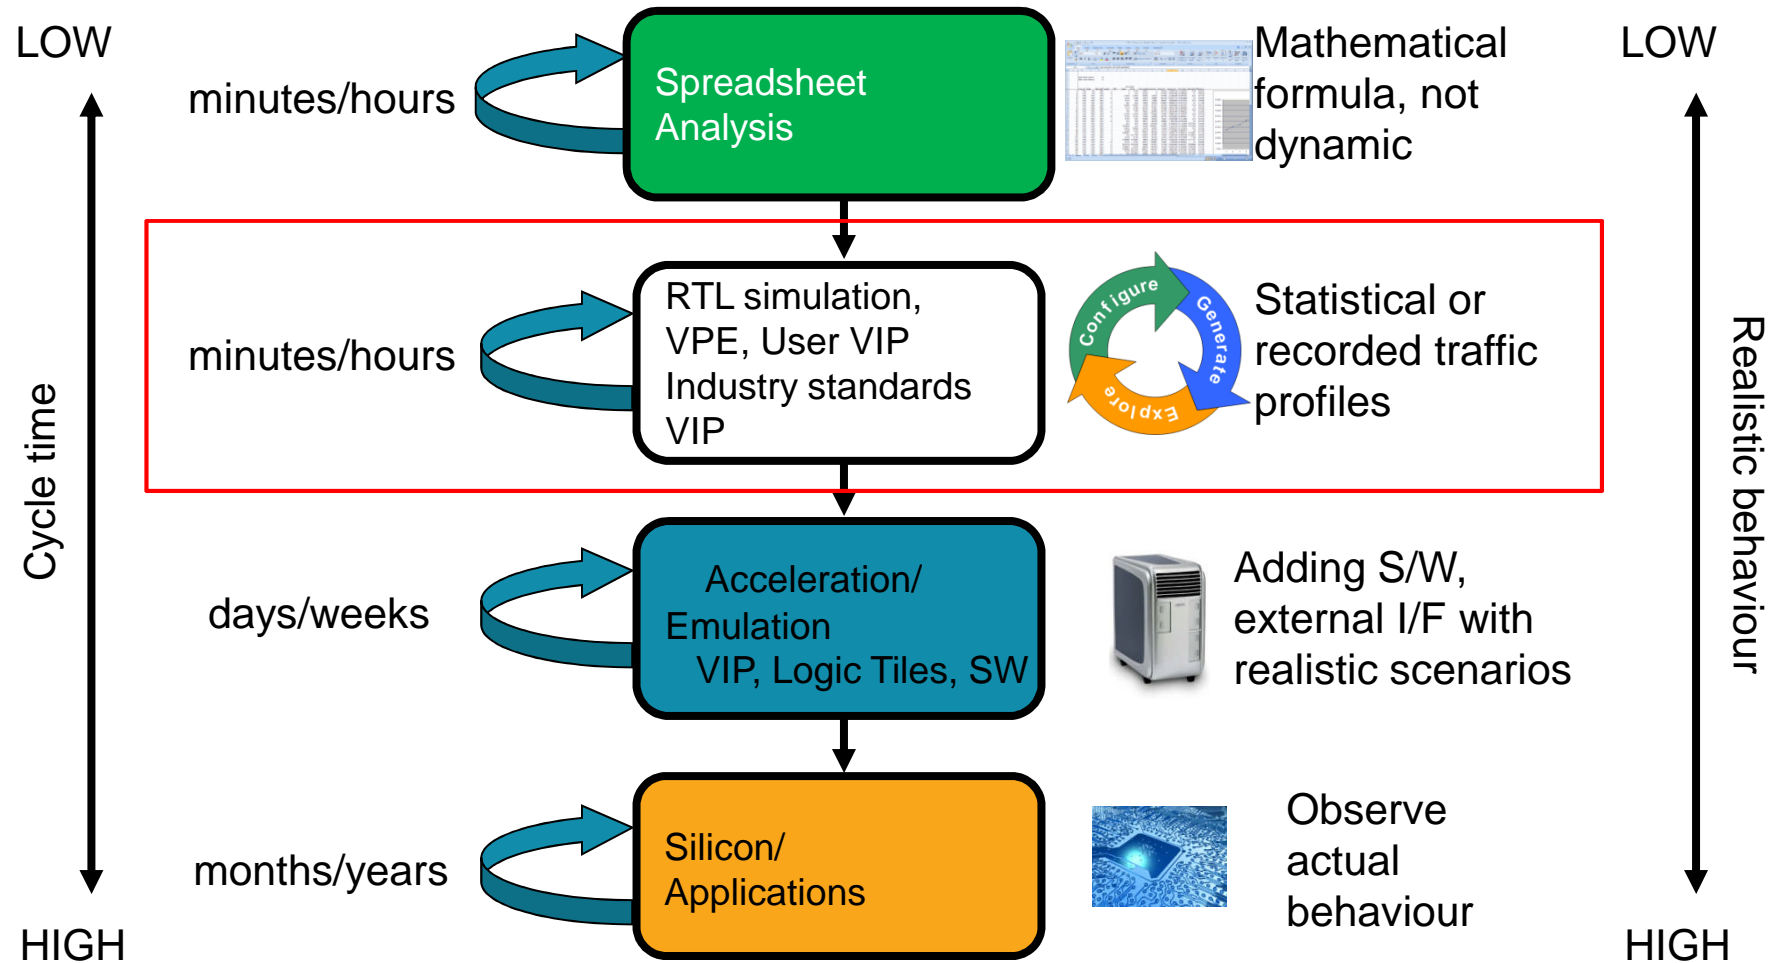 LOW
LOW
minutes/hours
Spreadsheet
Analysis
Mathematical
formula, not
dynamic
minutes/hours
RTL simulation,
VPE, User VIP
Industry standards
VIP
Configure
Generate
Explore
Statistical or
recorded traffic
profiles
Cycle time
Realistic behaviour
days/weeks
Acceleration/
Emulation
VIP, Logic Tiles, SW
Adding S/W,
external I/F with
realistic scenarios
months/years
Silicon/
Applications
Observe
actual
behaviour
HIGH
HIGH